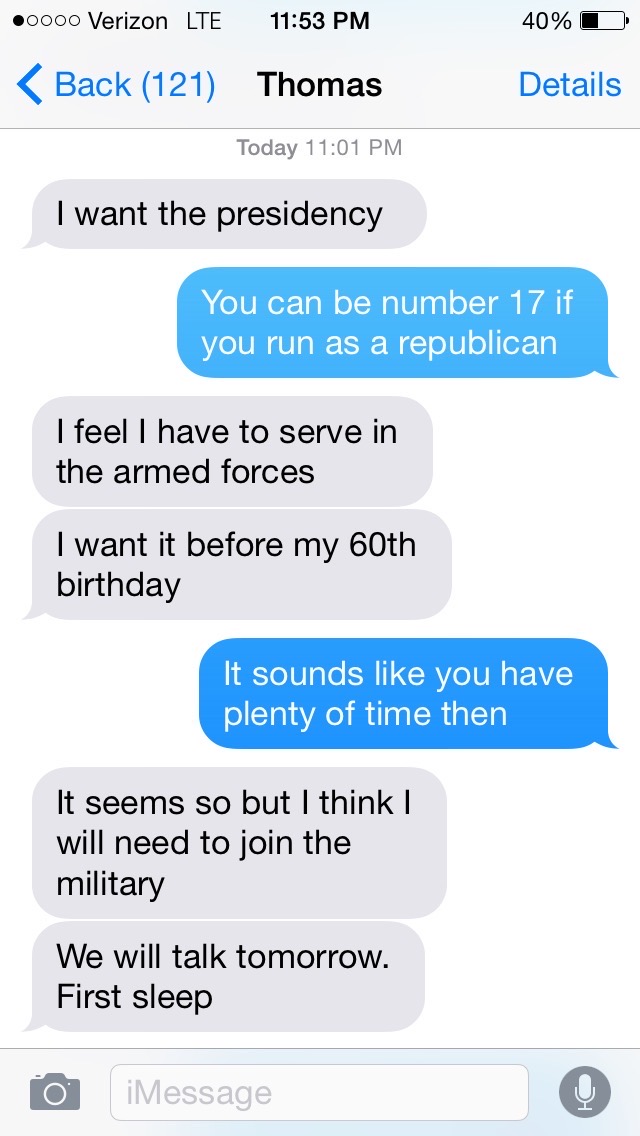 Verizon LTE 11:53 PM 40%
Back (121) Thomas Details
Today 11:01 PM
I want the presidency
You can be number 17 if
you run as a republican
I feel I have to serve in
the armed forces
I want it before my 60th
birthday
It sounds like you have
plenty of time then
It seems so but I think I
will need to join the
military
We will talk tomorrow.
First sleep
iMessage